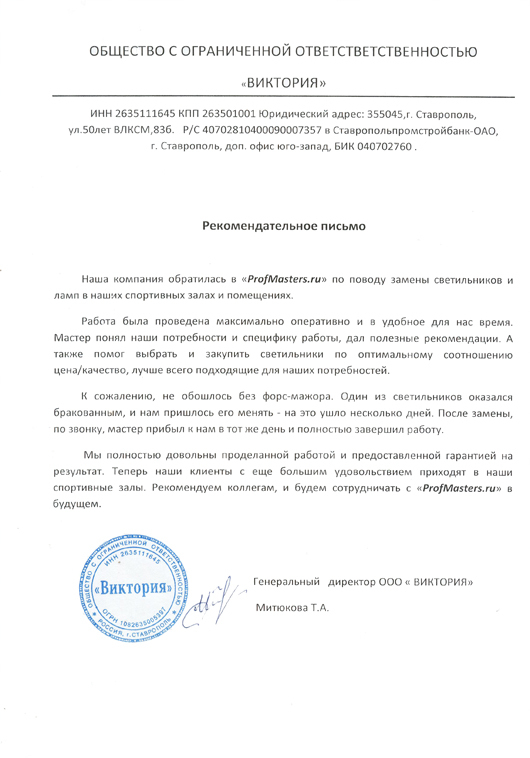 ОБЩЕСТВО С ОГРАНИЧЕННОЙ ОТВЕТСТВЕТСТВЕННОСТЬЮ
«ВИКТОРИЯ»
ИНН 2635111645 КПП 263501001 Юридический адрес: 355045,г. Ставрополь,
ул.50лет ВЛКСМ,83б. Р/С 40702810400090007357 в Ставропольпромстройбанк-ОАО,
г. Ставрополь, доп. офис юго-запад, БИК 040702760 .
Рекомендательное письмо
Наша компания обратилась в «ProfMasters.ru» по поводу замены светильников и
ламп в наших спортивных залах и помещениях.
Работа была проведена максимально оперативно и в удобное для нас время.
Мастер понял наши потребности и специфику работы, дал полезные рекомендации. А
также помог выбрать и закупить светильники по оптимальному соотношению
цена/качество, лучше всего подходящие для наших потребностей.
К сожалению, не обошлось без форс-мажора. Один из светильников оказался
бракованным, и нам пришлось его менять - на это ушло несколько дней. После замены,
по звонку, мастер прибыл к нам в тот же день и полностью завершил работу.
Мы полностью довольны проделанной работой и предоставленной гарантией на
результат. Теперь наши клиенты с еще большим удовольствием приходят в наши
спортивные залы. Рекомендуем коллегам, и будем сотрудничать с «ProfMasters.ru» в
будущем.
ОБЩЕСТВО С ОГРАНИЧЕННОЙ ОТВЕТСТВЕННОСТЬЮ
ИНН 2635111645
«Виктория»
ОГРН 1092635005397
РОССИЯ, г.СТАВРОПОЛЬ
Генеральный директор ООО « ВИКТОРИЯ»
Митюкова Т.А.